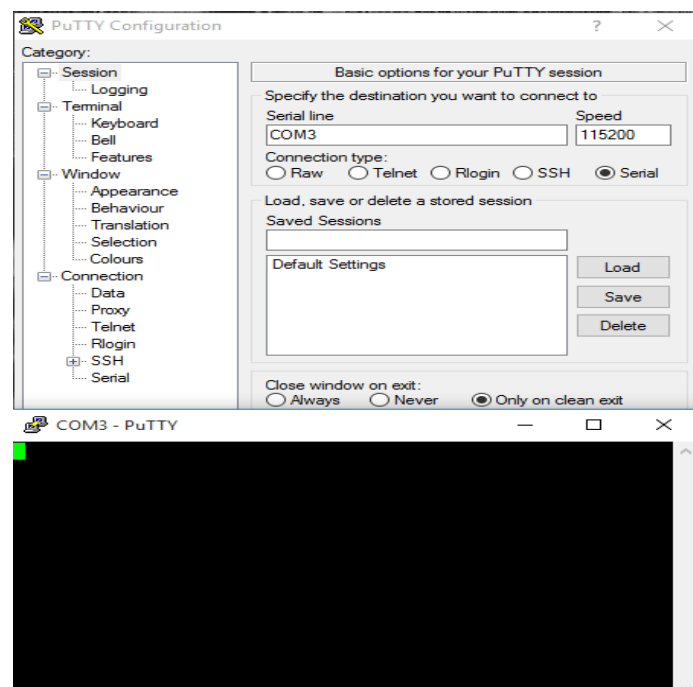 PuTTY Configuration ? ×
Category:
Session
Logging
Terminal
Keyboard
Bell
Features
Window
Appearance
Behaviour
Translation
Selection
Colours
Connection
Data
Proxy
Telnet
Rlogin
SSH
Serial
Basic options for your PuTTY session
Specify the destination you want to connect to
Serial line Speed
COM3 115200
Connection type:
Raw Telnet Rlogin SSH Serial
Load, save or delete a stored session
Saved Sessions
Default Settings
Load
Save
Delete
Close window on exit:
Always Never Only on clean exit
COM3 - PuTTY